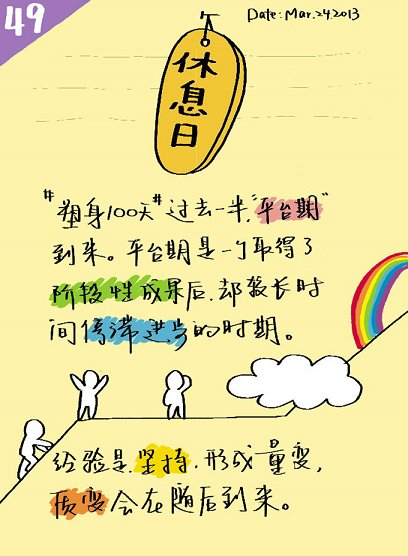 49
Date: Mar.24.2013
休息日
#塑身100天#过去一半,"平台期"
到来。平台期是一个取得了
阶段性成果后,却较长时
间停滞进步的时期。
经验是,坚持,形成量变,
质变会在随后到来。